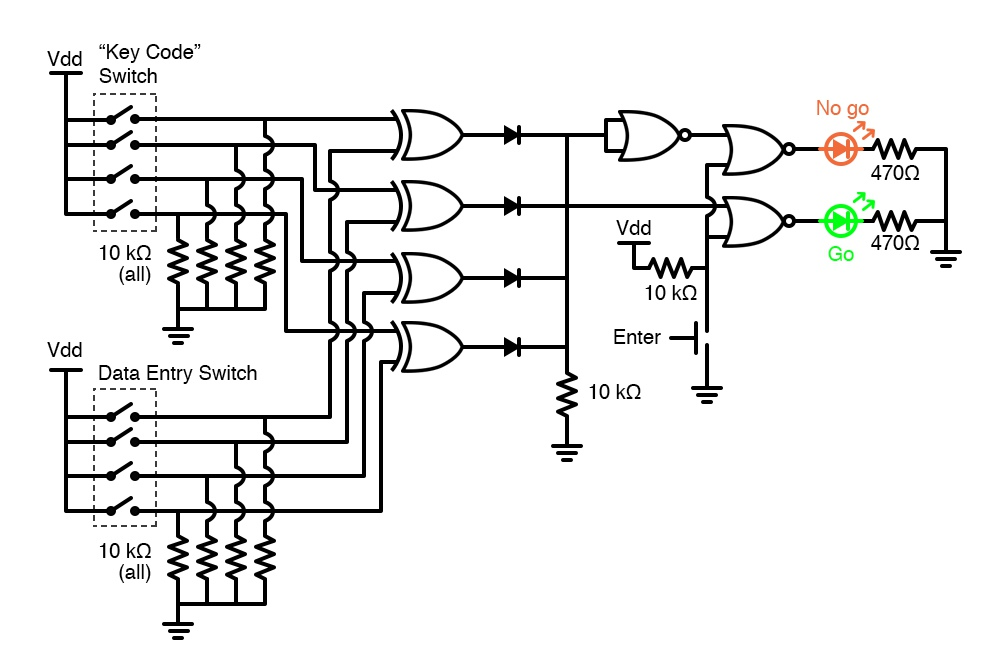 Vdd
“Key Code”
Switch
10 kΩ
(all)
Vdd
Data Entry Switch
10 kΩ
(all)
10 kΩ
Vdd
10 kΩ
Enter
No go
470Ω
470Ω
Go